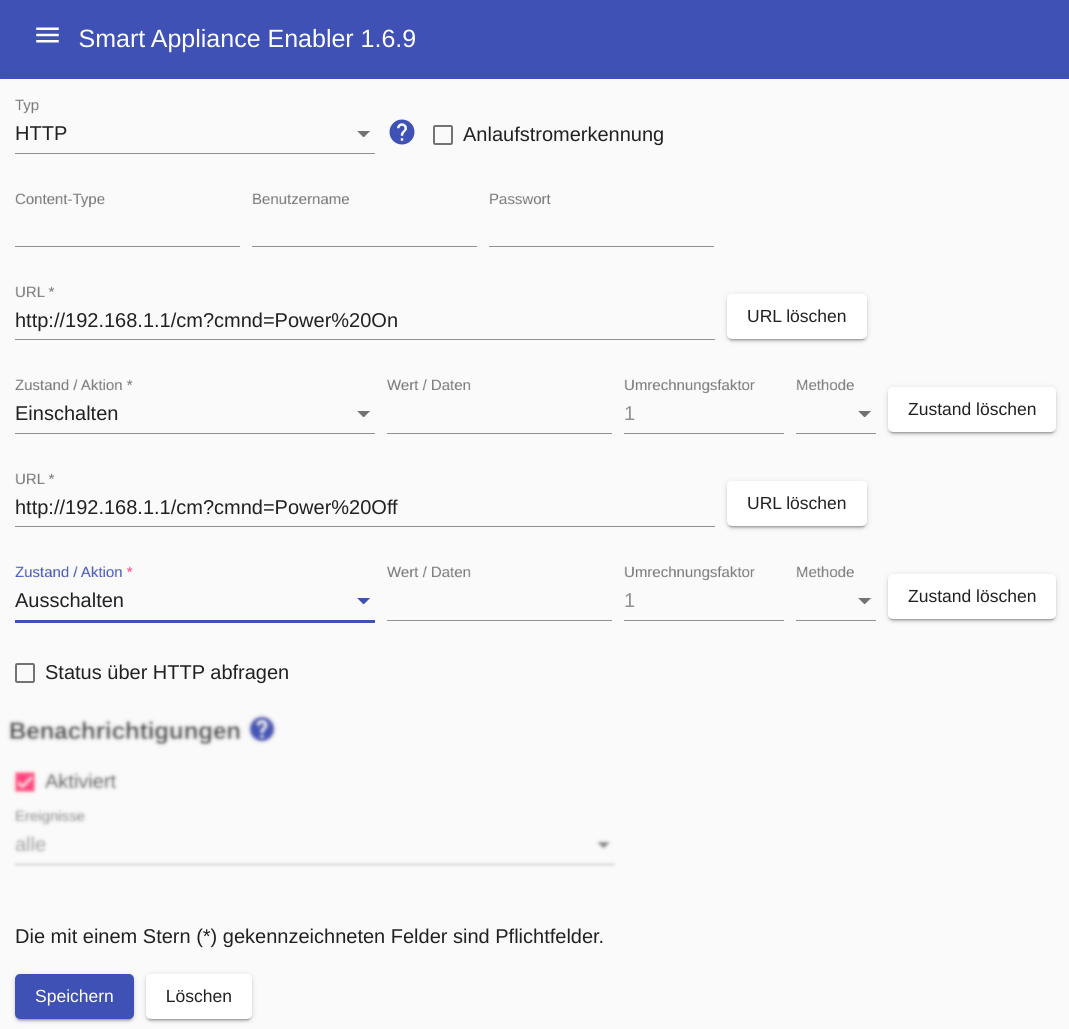 Smart Appliance Enabler 1.6.9
Typ
HTTP
? Anlaufstromerkennung
Content-Type Benutzername Passwort
URL *
http://192.168.1.1/cm?cmnd=Power%20On URL löschen
Zustand / Aktion * Wert / Daten Umrechnungsfaktor Methode
Einschalten 1 Zustand löschen
URL *
http://192.168.1.1/cm?cmnd=Power%20Off URL löschen
Zustand / Aktion * Wert / Daten Umrechnungsfaktor Methode
Ausschalten 1 Zustand löschen
Status über HTTP abfragen
Benachrichtigungen ?
Aktiviert
Ereignisse
alle
Die mit einem Stern (*) gekennzeichneten Felder sind Pflichtfelder.
Speichern Löschen